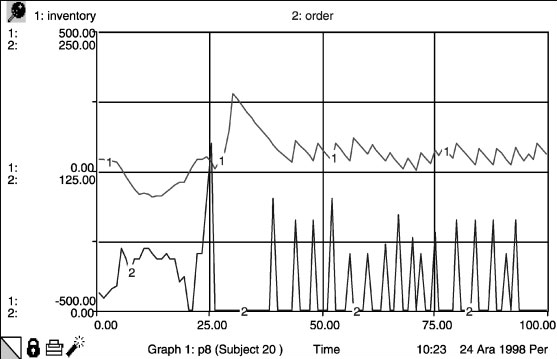 1: inventory 2: order
1: 500.00
2: 250.00
1: 0.00
2: 125.00
1: -500.00
2: 0.00
1 1 1 1
2 2 2 2
0.00 25.00 50.00 75.00 100.00
Graph 1: p8 (Subject 20 ) Time 10:23 24 Ara 1998 Per